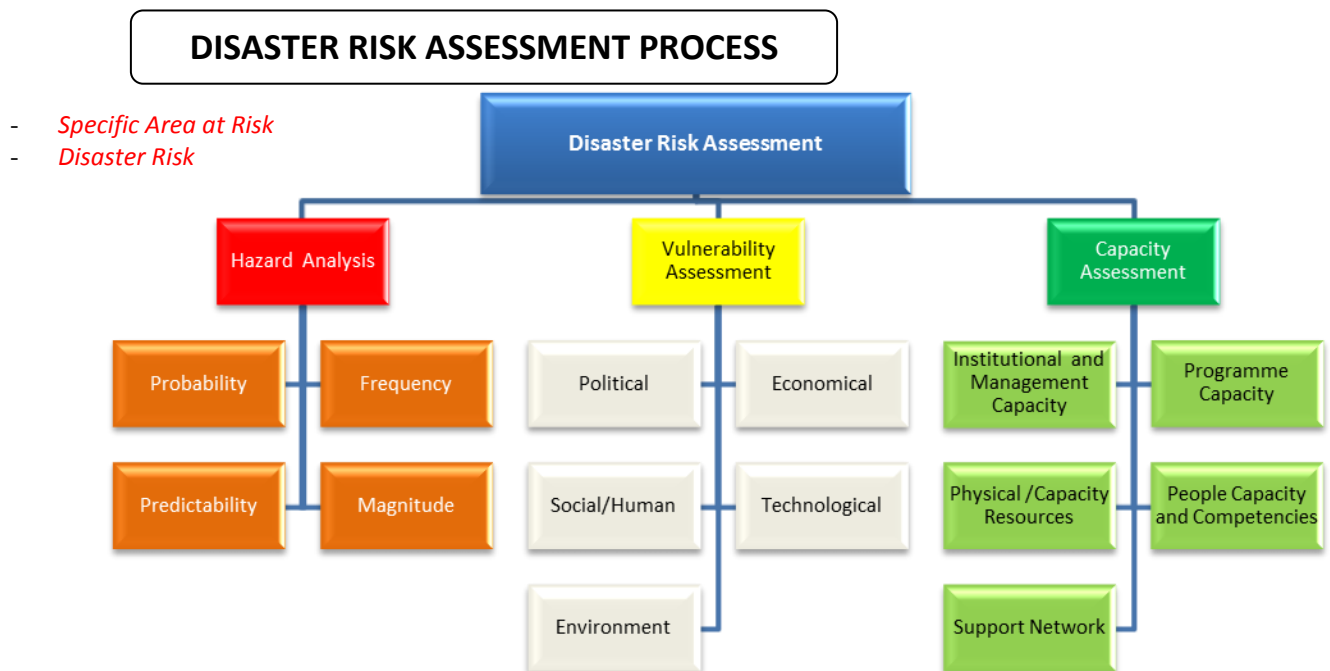 DISASTER RISK ASSESSMENT PROCESS
- Specific Area at Risk
- Disaster Risk
Disaster Risk Assessment
Hazard Analysis
Vulnerability
Assessment
Capacity
Assessment
Probability
Frequency
Predictability
Magnitude
Political
Economical
Social/Human
Technological
Environment
Institutional and
Management
Capacity
Programme
Capacity
Physical /Capacity
Resources
People Capacity
and Competencies
Support Network